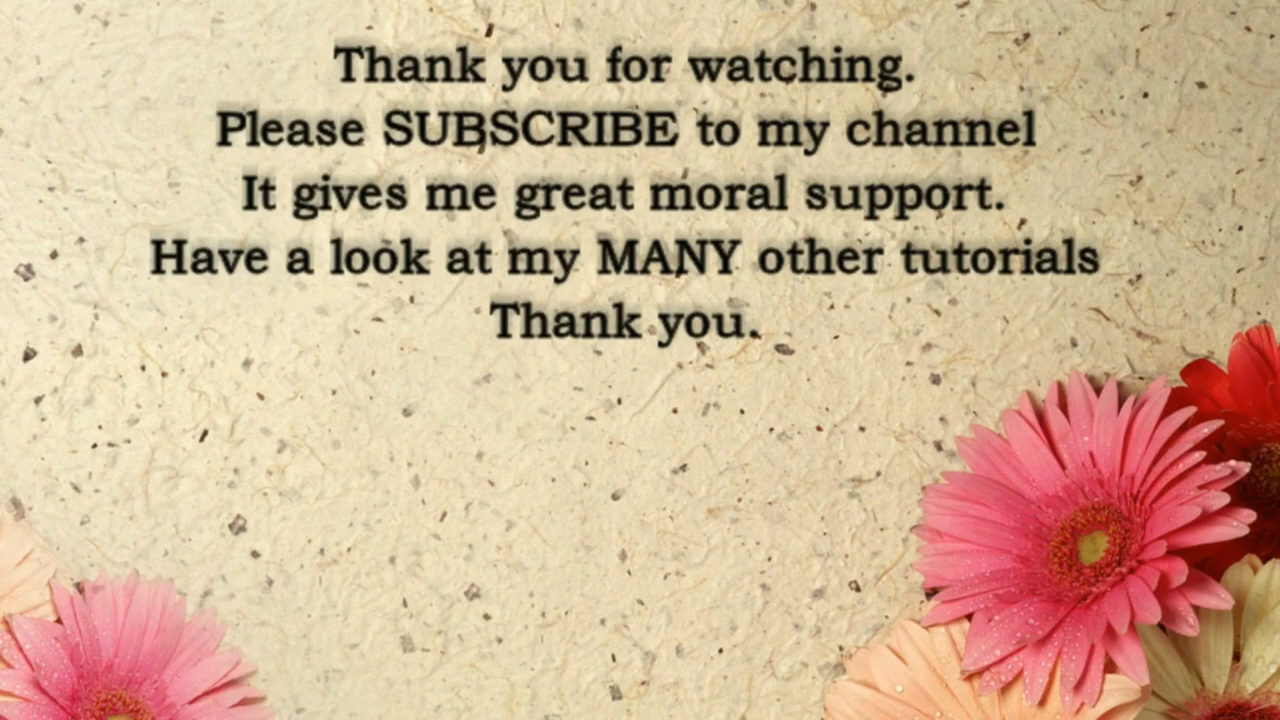 Thank you for watching.
Please SUBSCRIBE to my channel
It gives me great moral support.
Have a look at my MANY other tutorials
Thank you.